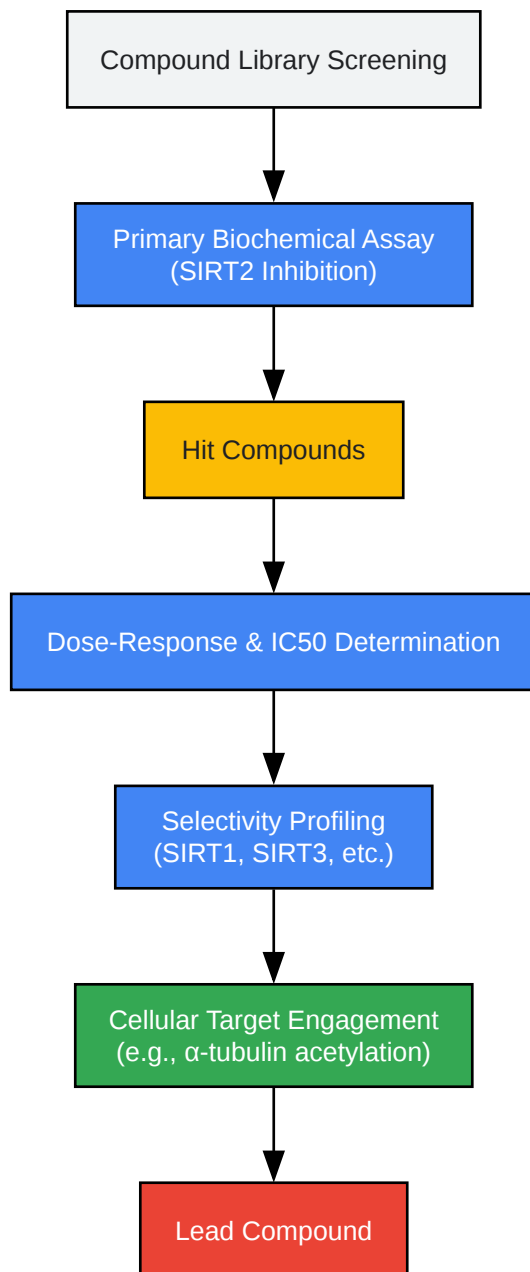 Compound Library Screening
Primary Biochemical Assay
(SIRT2 Inhibition)
Hit Compounds
Dose-Response & IC50 Determination
Selectivity Profiling
(SIRT1, SIRT3, etc.)
Cellular Target Engagement
(e.g., α-tubulin acetylation)
Lead Compound